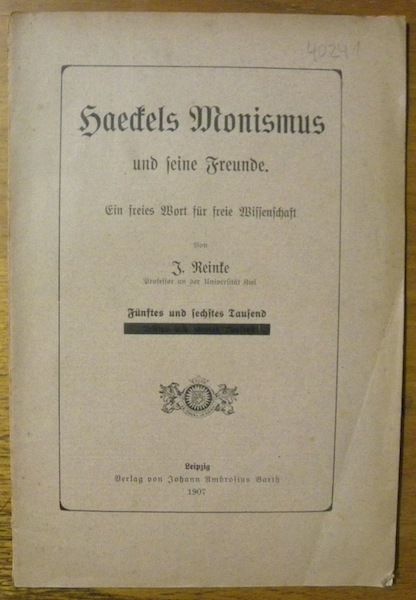 40241
Haeckels Monismus
und seine Freunde.
Ein freies Wort für freie Wissenschaft
Von
J. Reinke
Professor an der Universität Kiel
Fünftes und sechstes Tausend
Leipzig
Verlag von Johann Ambrosius Barth
1907